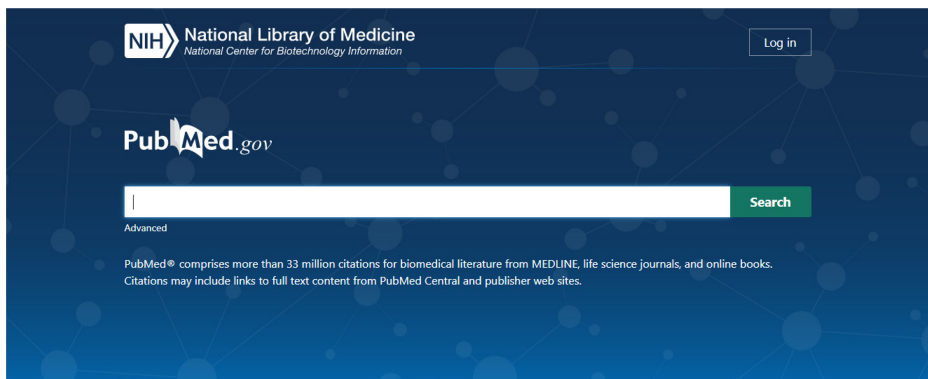 NIH National Library of Medicine
National Center for Biotechnology Information
Log in
PubMed.gov
Search
Advanced
PubMed® comprises more than 33 million citations for biomedical literature from MEDLINE, life science journals, and online books.
Citations may include links to full text content from PubMed Central and publisher web sites.